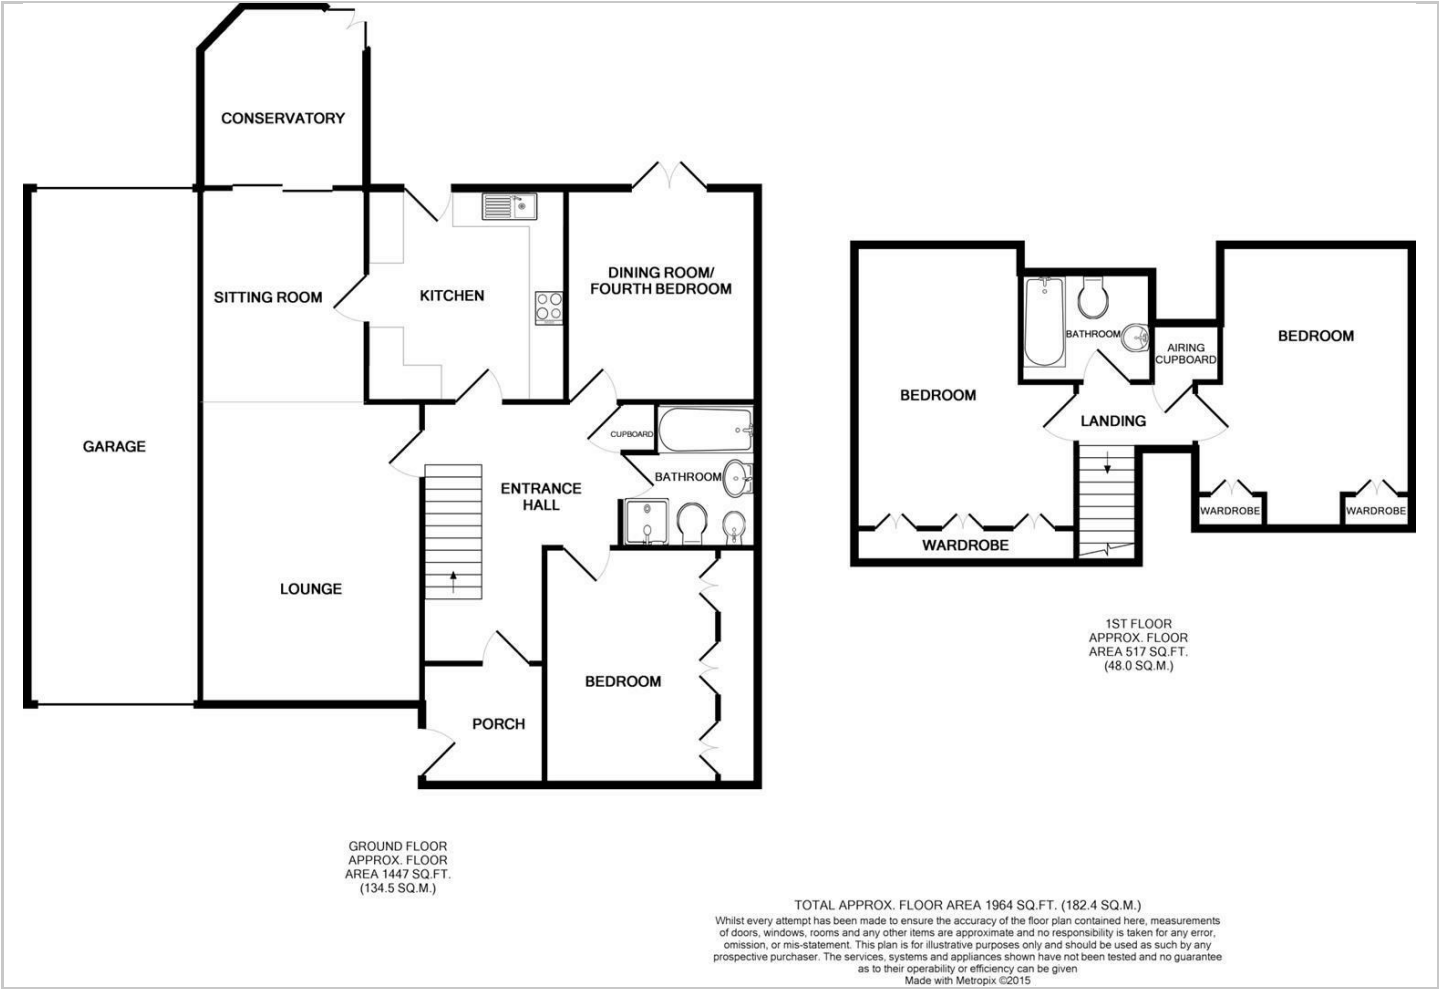 CONSERVATORY
SITTING ROOM
KITCHEN
DINING ROOM/
FOURTH BEDROOM
GARAGE
CUPBOARD
BATHROOM
ENTRANCE
HALL
LOUNGE
BEDROOM
PORCH
GROUND FLOOR
APPROX. FLOOR
AREA 1447 SQ.FT.
(134.5 SQ.M.)
BATHROOM
BEDROOM
AIRING
CUPBOARD
BEDROOM
LANDING
WARDROBE
WARDROBE
WARDROBE
1ST FLOOR
APPROX. FLOOR
AREA 517 SQ.FT.
(48.0 SQ.M.)
TOTAL APPROX. FLOOR AREA 1964 SQ.FT. (182.4 SQ.M.)
Whilst every attempt has been made to ensure the accuracy of the floor plan contained here, measurements
of doors, windows, rooms and any other items are approximate and no responsibility is taken for any error,
omission, or mis-statement. This plan is for illustrative purposes only and should be used as such by any
prospective purchaser. The services, systems and appliances shown have not been tested and no guarantee
as to their operability or efficiency can be given
Made with Metropix ©2015